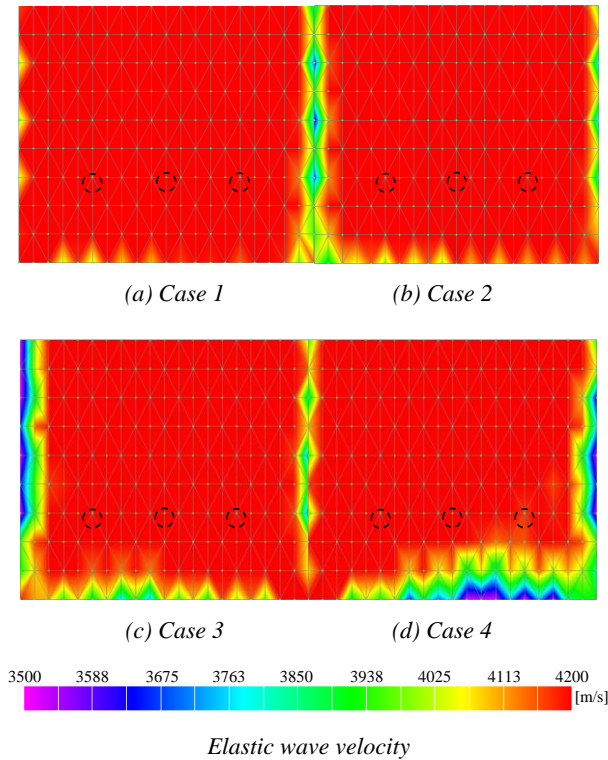 (a) Case 1 (b) Case 2
(c) Case 3 (d) Case 4
3500 3588 3675 3763 3850 3938 4025 4113 4200
[m/s]
Elastic wave velocity